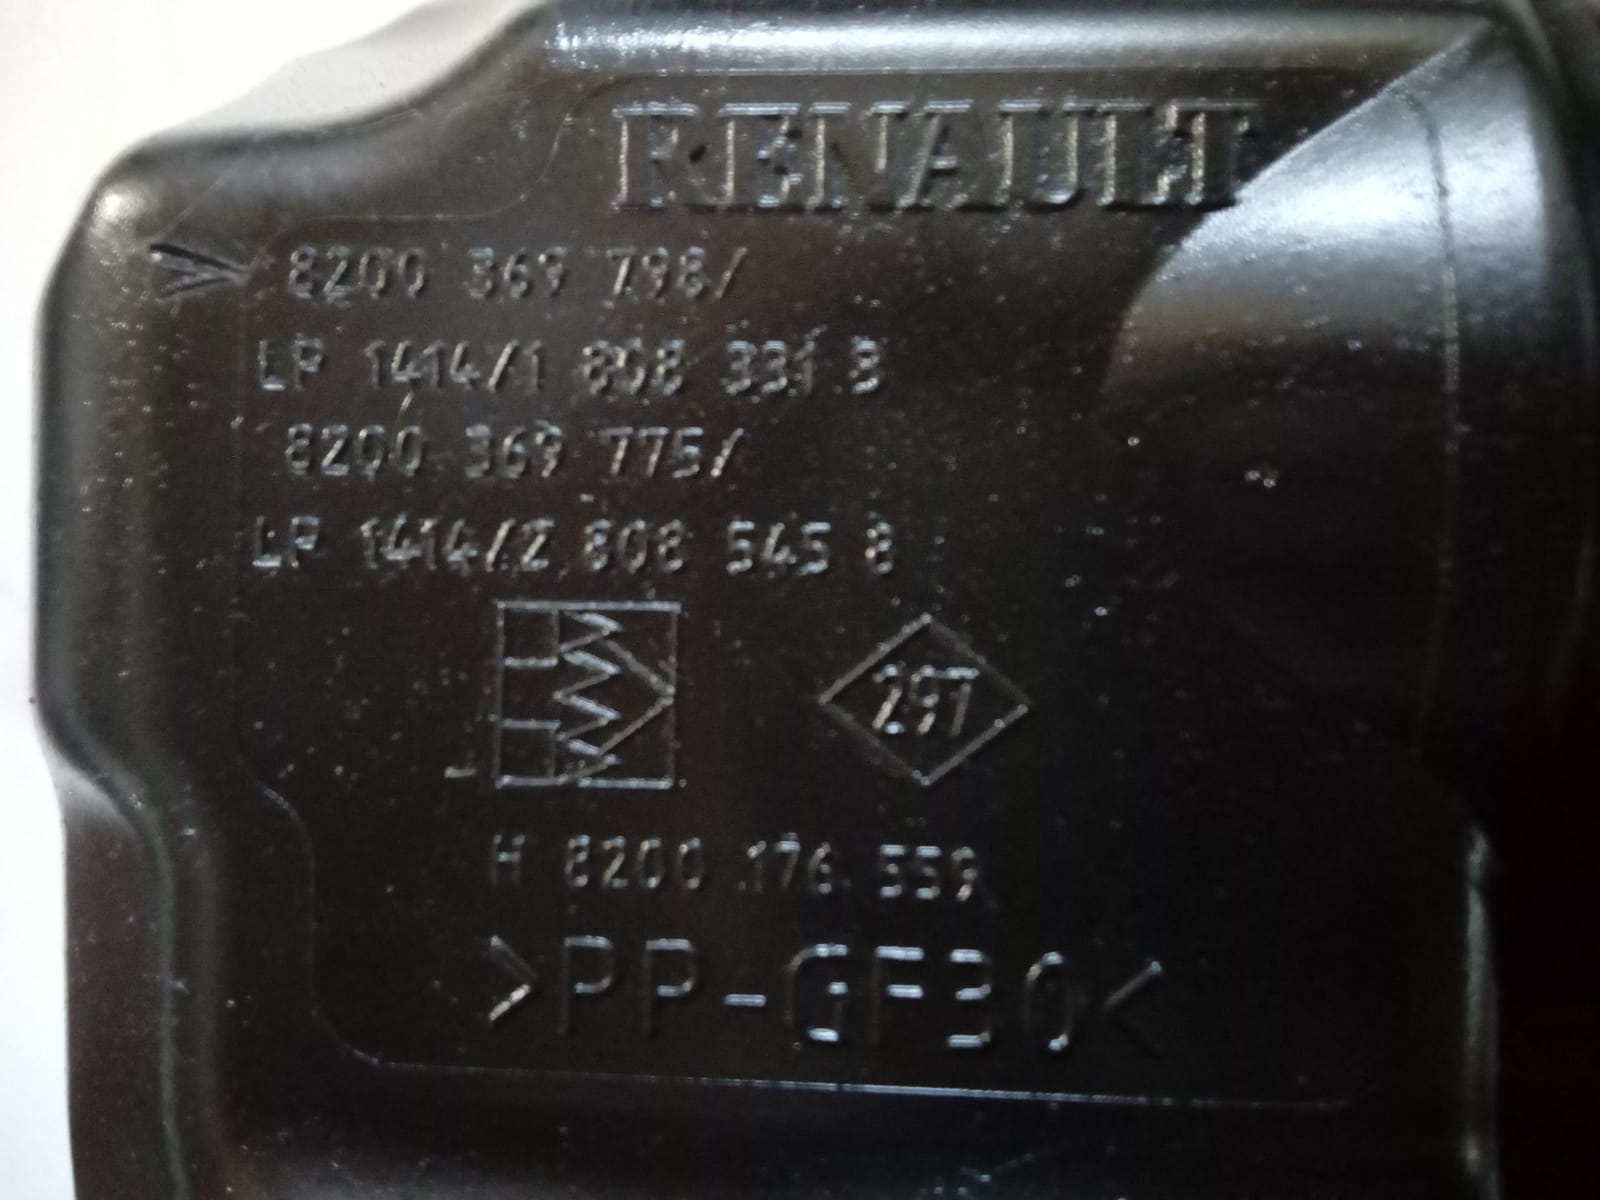 RENAULT
8200 369 798/
LP 1414/1 808 331 3
8200 369 775/
LP 1414/2 808 545 8
297
H 8200 176 559
>PP-GF30<